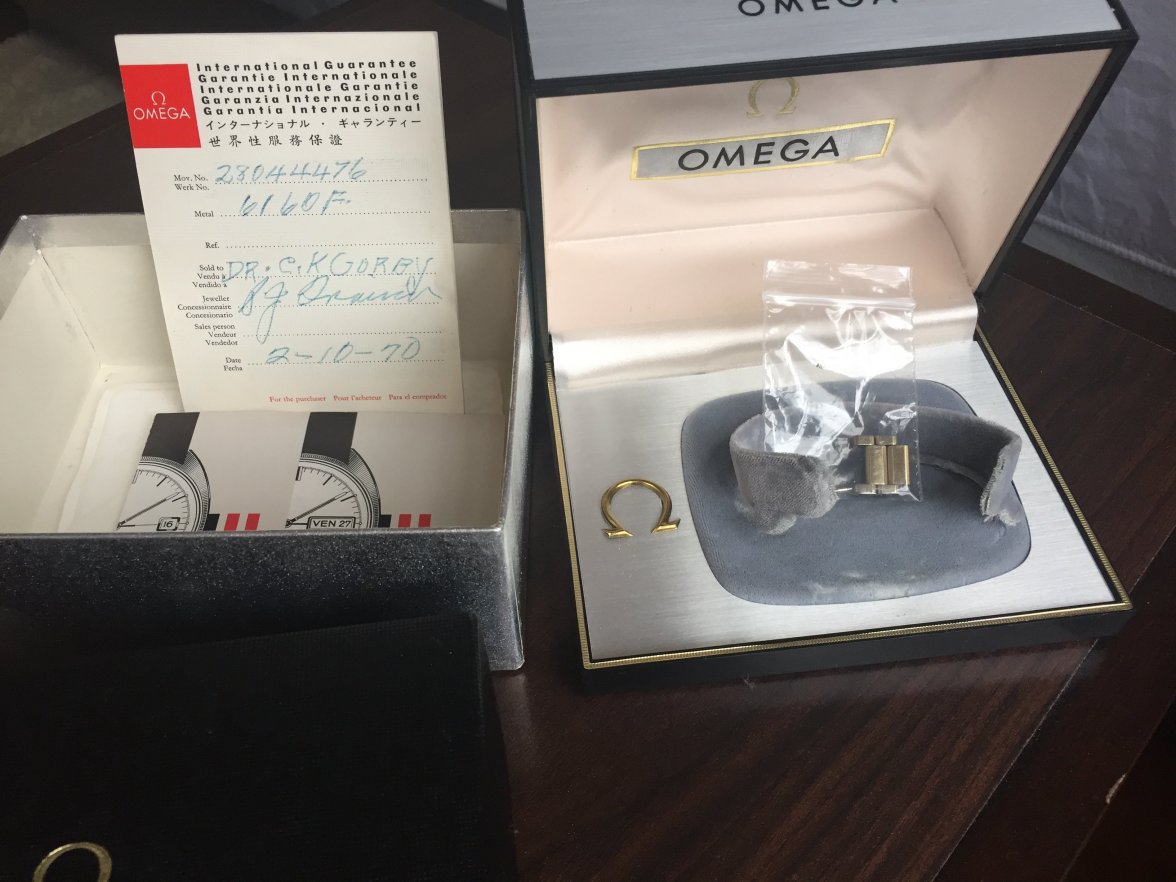 OMEGA
OMEGA
International Guarantee
Garantie Internationale
Internationale Garantie
Garanzia Internazionale
Garantía Internacional
インターナショナル・ギャランティー
世界性服務保證
Mov. No. 28044476
Werk No.
Metal 6160F.
Ref.
Sold to DR. C. K GORBY
Vendu à
Vendido à
Jeweller
Concessionnaire
Concesionario
Sales person
Vendeur
Vendedor
Date 2-10-70
Fecha
For the purchaser Pour l'acheteur Para el comprador
16
VEN 27
OMEGA